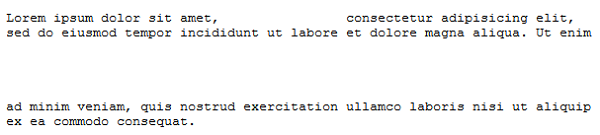 Lorem ipsum dolor sit amet,                consectetur adipisicing elit,
sed do eiusmod tempor incididunt ut labore et dolore magna aliqua. Ut enim
ad minim veniam, quis nostrud exercitation ullamco laboris nisi ut aliquip
ex ea commodo consequat.